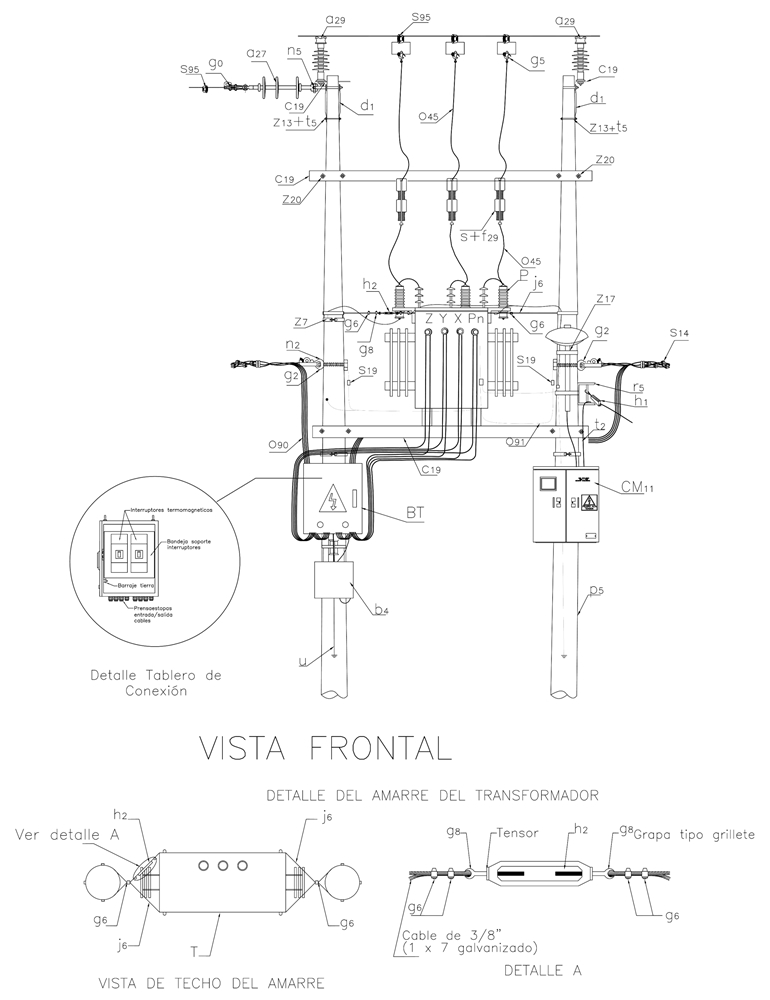 a29
S95
a29
n5
a27
g0
S95
g5
C19
C19
d1
d1
Z13+t5
O45
Z13+t5
C19
Z20
Z20
s+f29
O45
P
h2
j6
Z17
Z7
g6
g8
Z Y X Pn
g6
g2
n2
S14
g2
S19
S19
r5
h1
t2
O90
C19
O91
BT
CM11
Interruptores termomagneticos
Bandeja soporte
interruptores
Barraje tierra
Prensaestopas
entrada/salida
cables
b4
p5
u
Detalle Tablero de
Conexión
VISTA FRONTAL
DETALLE DEL AMARRE DEL TRANSFORMADOR
h2
j6
Ver detalle A
g6
g6
j6
T
VISTA DE TECHO DEL AMARRE
g8
Tensor
h2
g8
Grapa tipo grillete
g6
g6
Cable de 3/8"
(1 x 7 galvanizado)
DETALLE A